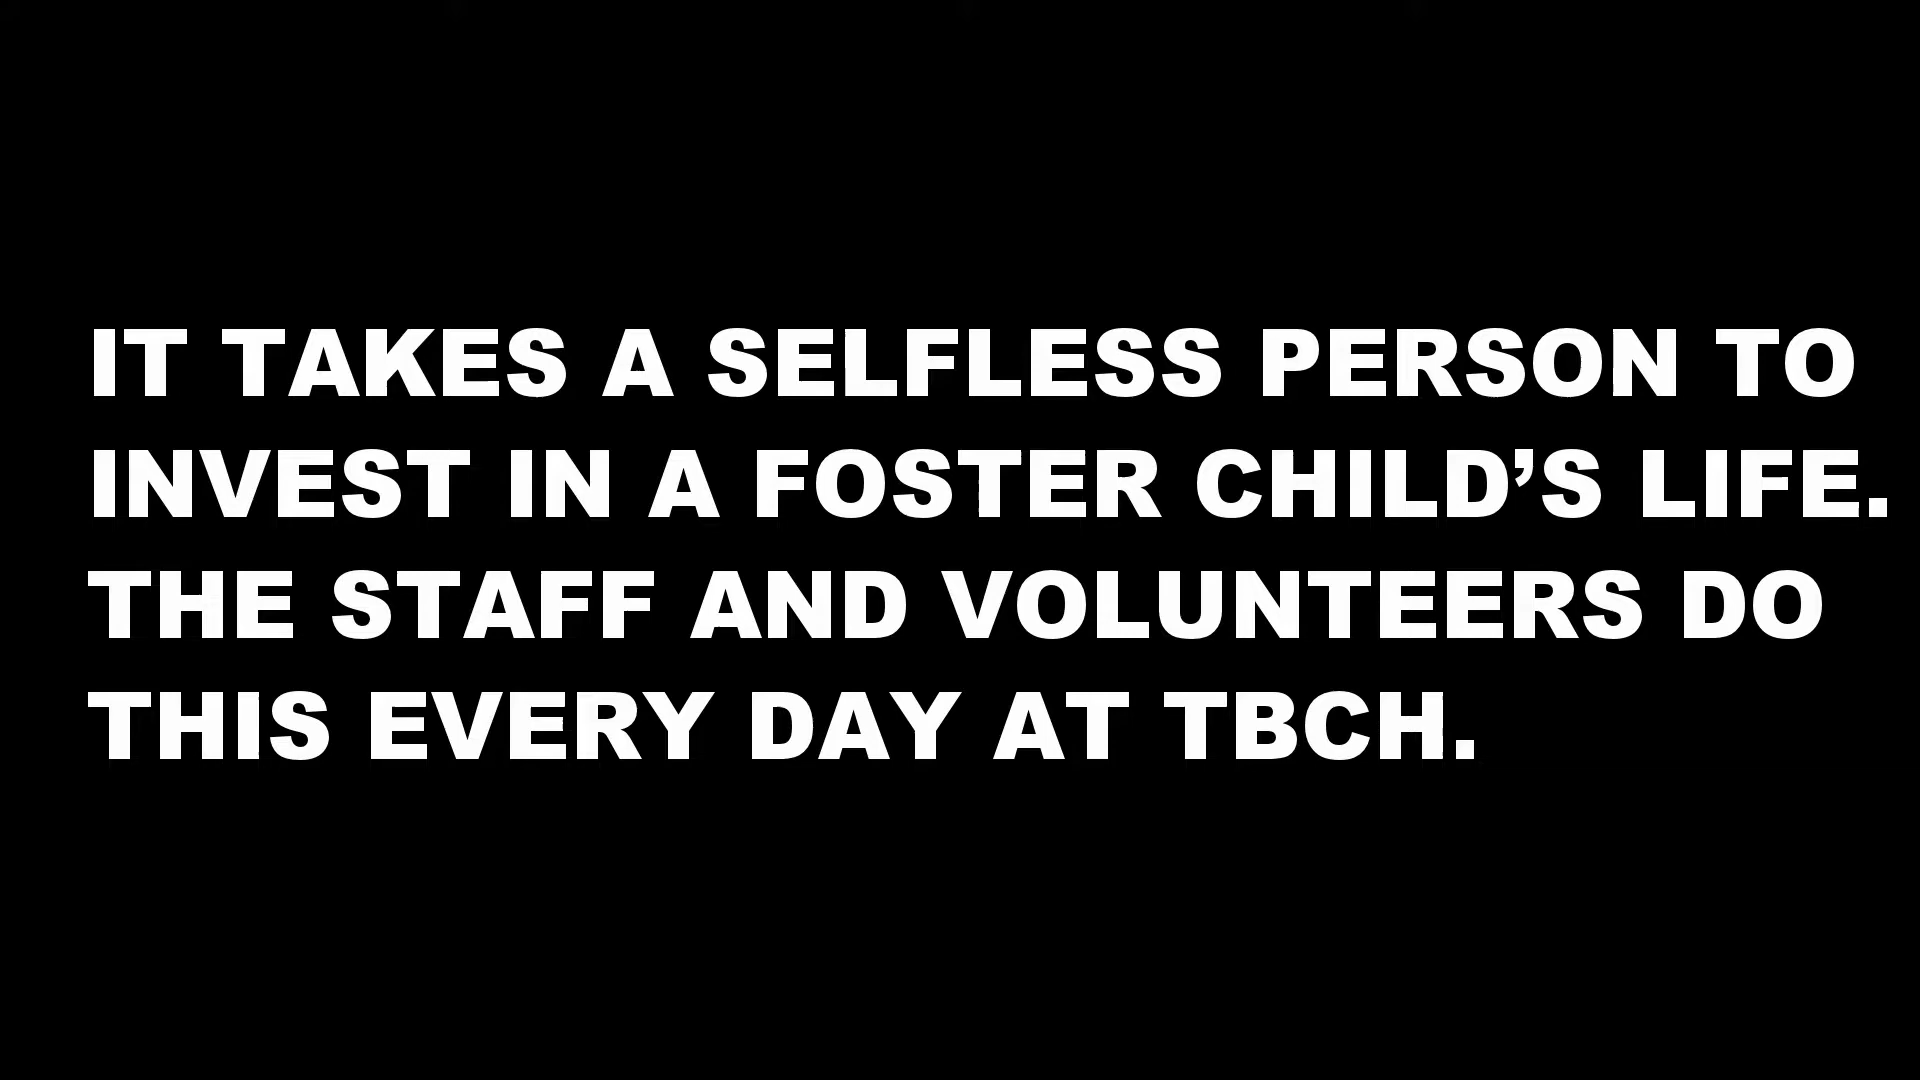 IT TAKES A SELFLESS PERSON TO
INVEST IN A FOSTER CHILD’S LIFE.
THE STAFF AND VOLUNTEERS DO
THIS EVERY DAY AT TBCH.